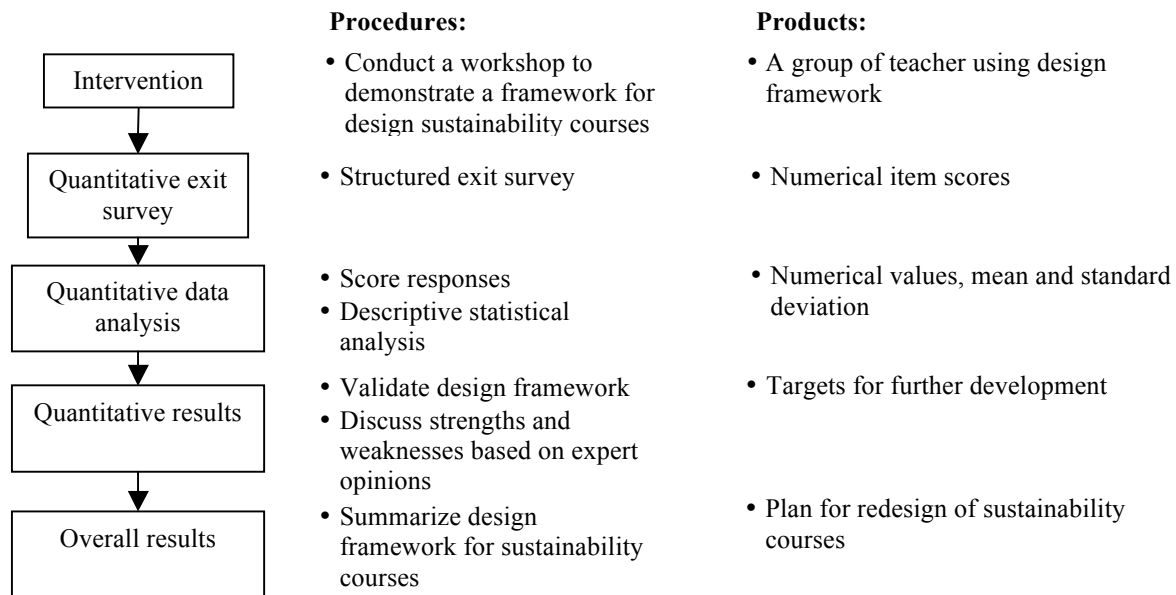 Procedures:
Products:
Intervention
• Conduct a workshop to
demonstrate a framework for
design sustainability courses
• A group of teacher using design
framework
Quantitative exit
survey
• Structured exit survey
• Numerical item scores
Quantitative data
analysis
• Score responses
• Descriptive statistical
analysis
• Numerical values, mean and standard
deviation
Quantitative results
• Validate design framework
• Discuss strengths and
weaknesses based on expert
opinions
• Targets for further development
Overall results
• Summarize design
framework for sustainability
courses
• Plan for redesign of sustainability
courses